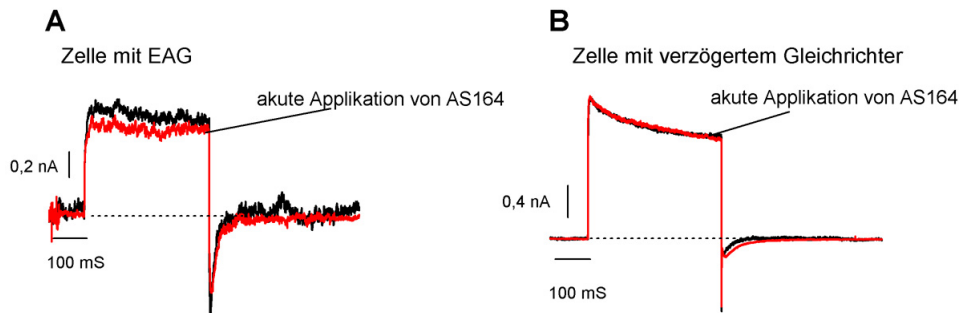 A
Zelle mit EAG
akute Applikation von AS164
0,2 nA
100 mS
B
Zelle mit verzögertem Gleichrichter
akute Applikation von AS164
0,4 nA
100 mS